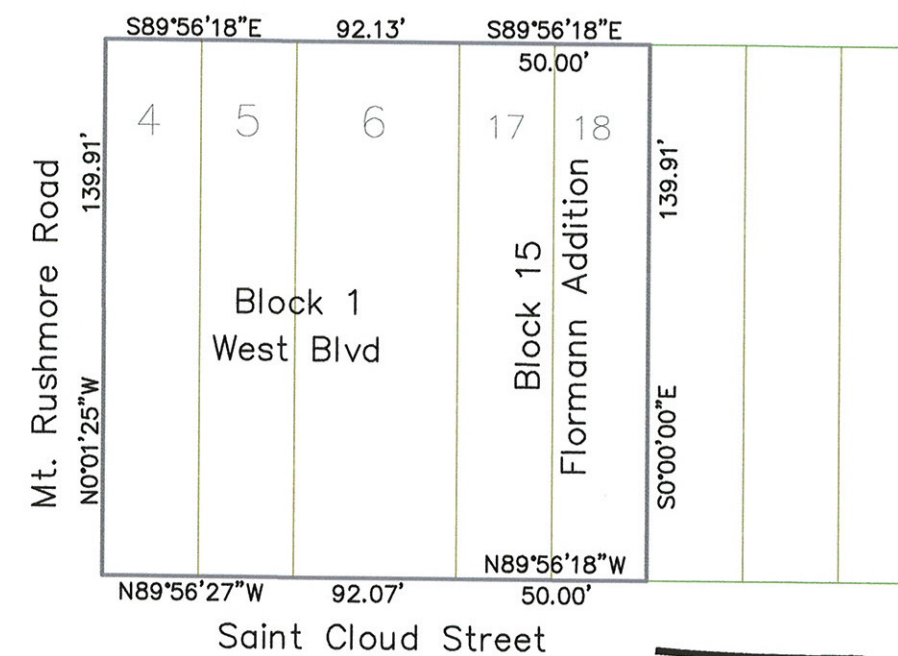 S89°56'18"E 92.13' S89°56'18"E
50.00'
4 5 6 17 18
139.91'
139.91'
Mt. Rushmore Road
Block 1
West Blvd
Block 15
Flormann Addition
N0°01'25"W
S0°00'00"E
N89°56'18"W
N89°56'27"W 92.07' 50.00'
Saint Cloud Street